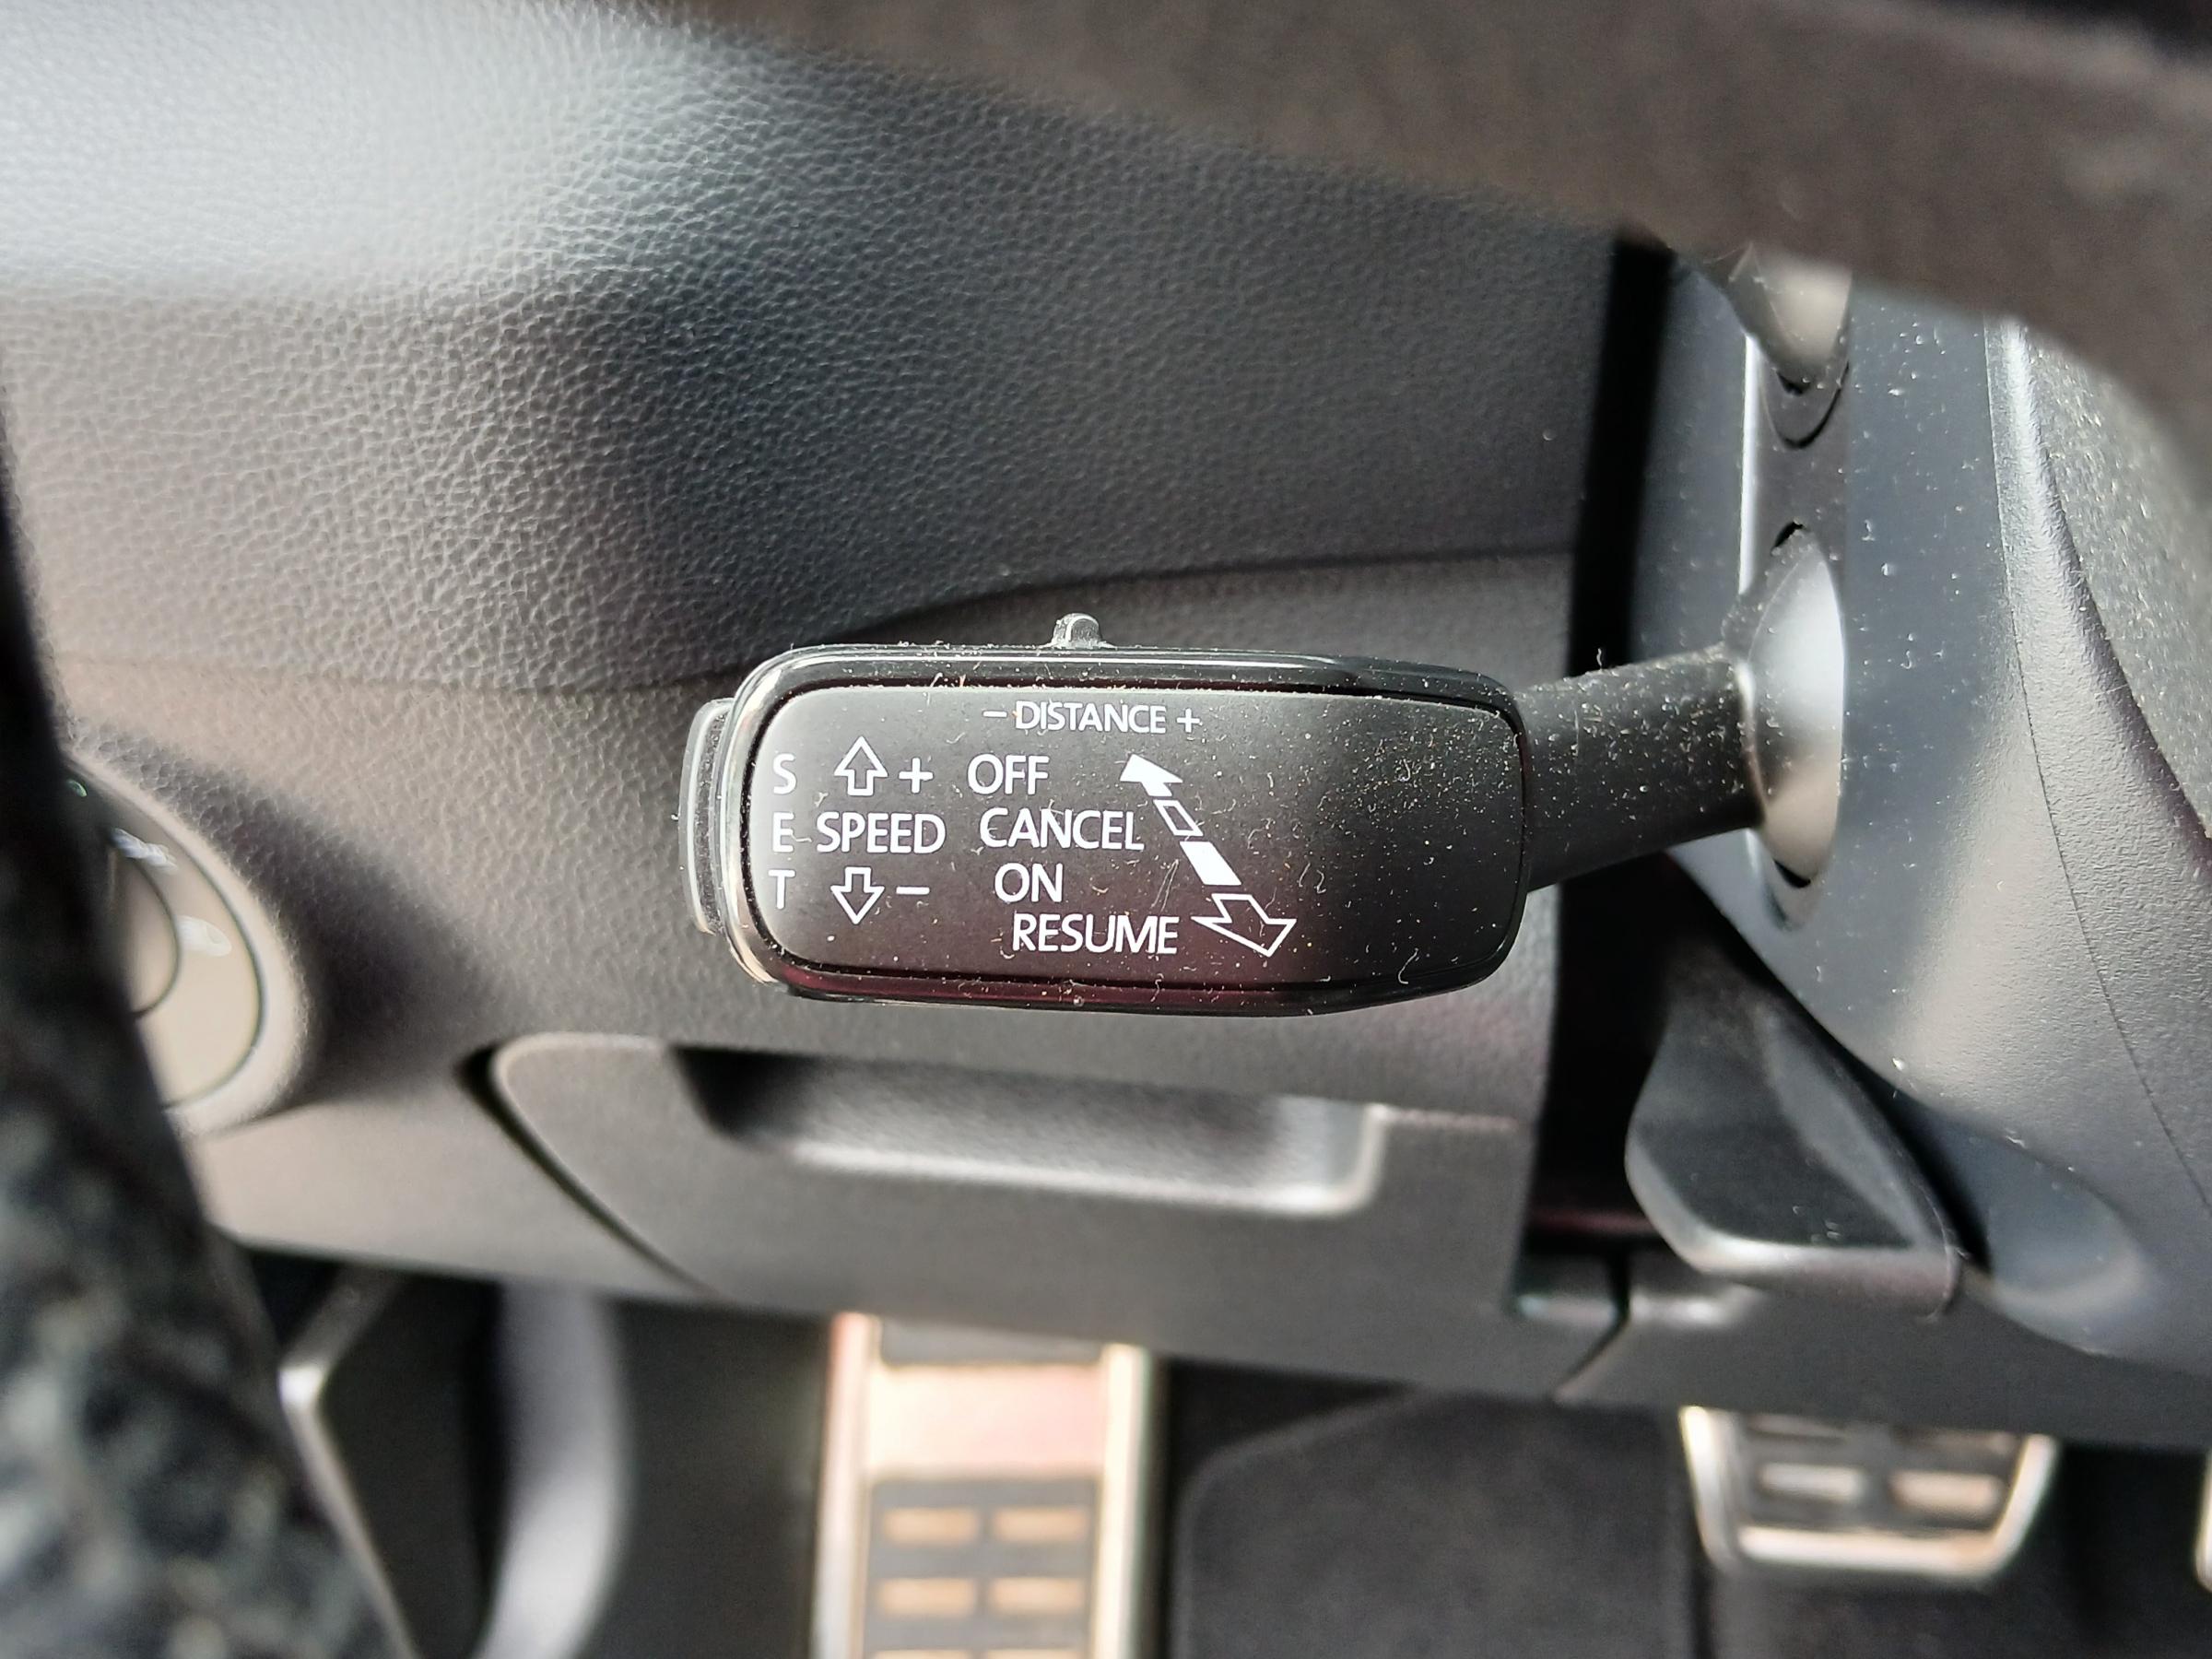 − DISTANCE +
S + OFF
E SPEED CANCEL
T − ON
RESUME